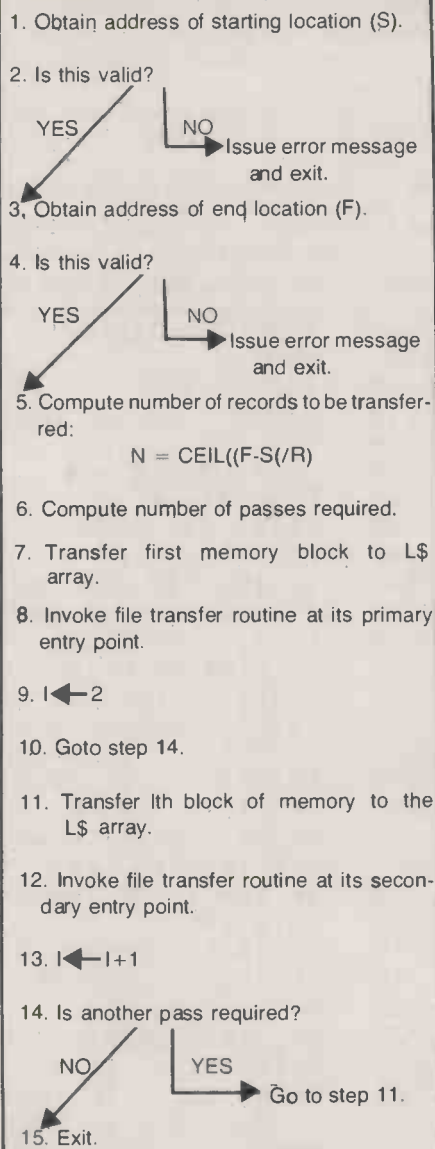 1. Obtain address of starting location (S).
2. Is this valid?
YES
NO
Issue error message
and exit.
3. Obtain address of end location (F).
4. Is this valid?
YES
NO
Issue error message
and exit.
5. Compute number of records to be transfer-
red:
N = CEIL((F-S(/R)
6. Compute number of passes required.
7. Transfer first memory block to L$
array.
8. Invoke file transfer routine at its primary
entry point.
9. I←2
10. Goto step 14.
11. Transfer Ith block of memory to the
L$ array.
12. Invoke file transfer routine at its secon-
dary entry point.
13. I←I+1
14. Is another pass required?
NO
YES
Go to step 11.
15. Exit.